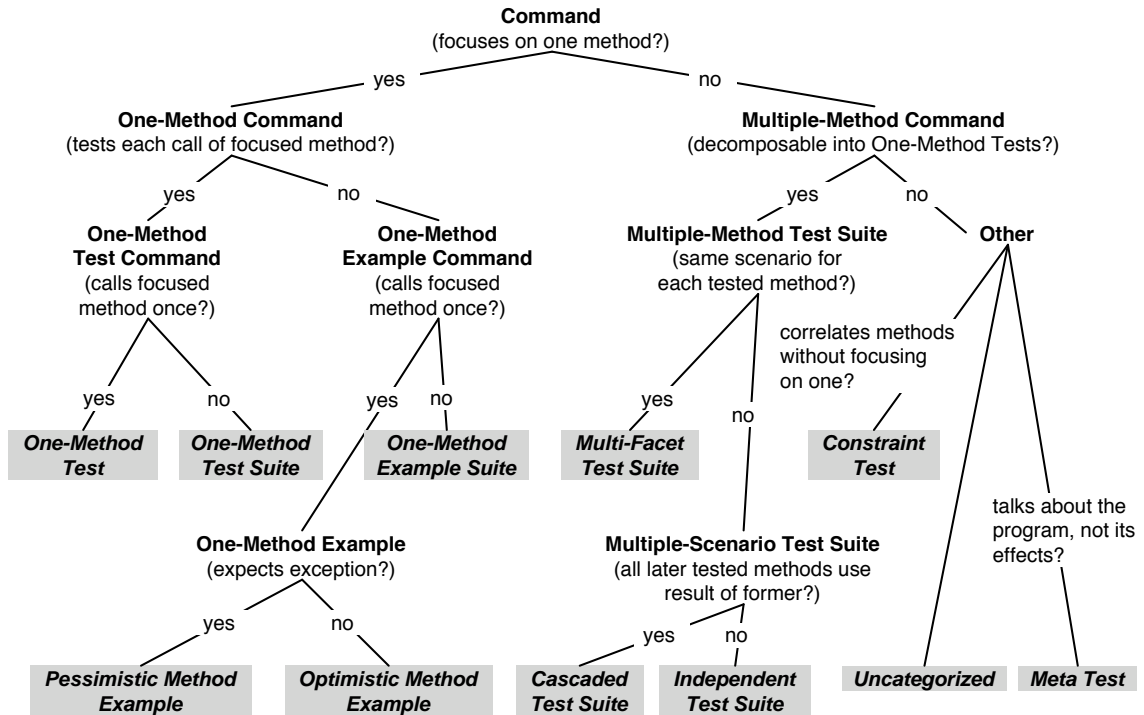 Command
(focuses on one method?)
yes
no
One-Method Command
(tests each call of focused method?)
Multiple-Method Command
(decomposable into One-Method Tests?)
yes
no
yes
no
One-Method
Test Command
(calls focused
method once?)
One-Method
Example Command
(calls focused
method once?)
Multiple-Method Test Suite
(same scenario for
each tested method?)
Other
correlates methods
without focusing
on one?
yes
no
yes
no
yes
no
One-Method
Test
One-Method
Test Suite
One-Method
Example Suite
Multi-Facet
Test Suite
Constraint
Test
talks about the
program, not its
effects?
One-Method Example
(expects exception?)
Multiple-Scenario Test Suite
(all later tested methods use
result of former?)
yes
no
yes
no
Pessimistic Method
Example
Optimistic Method
Example
Cascaded
Test Suite
Independent
Test Suite
Uncategorized
Meta Test